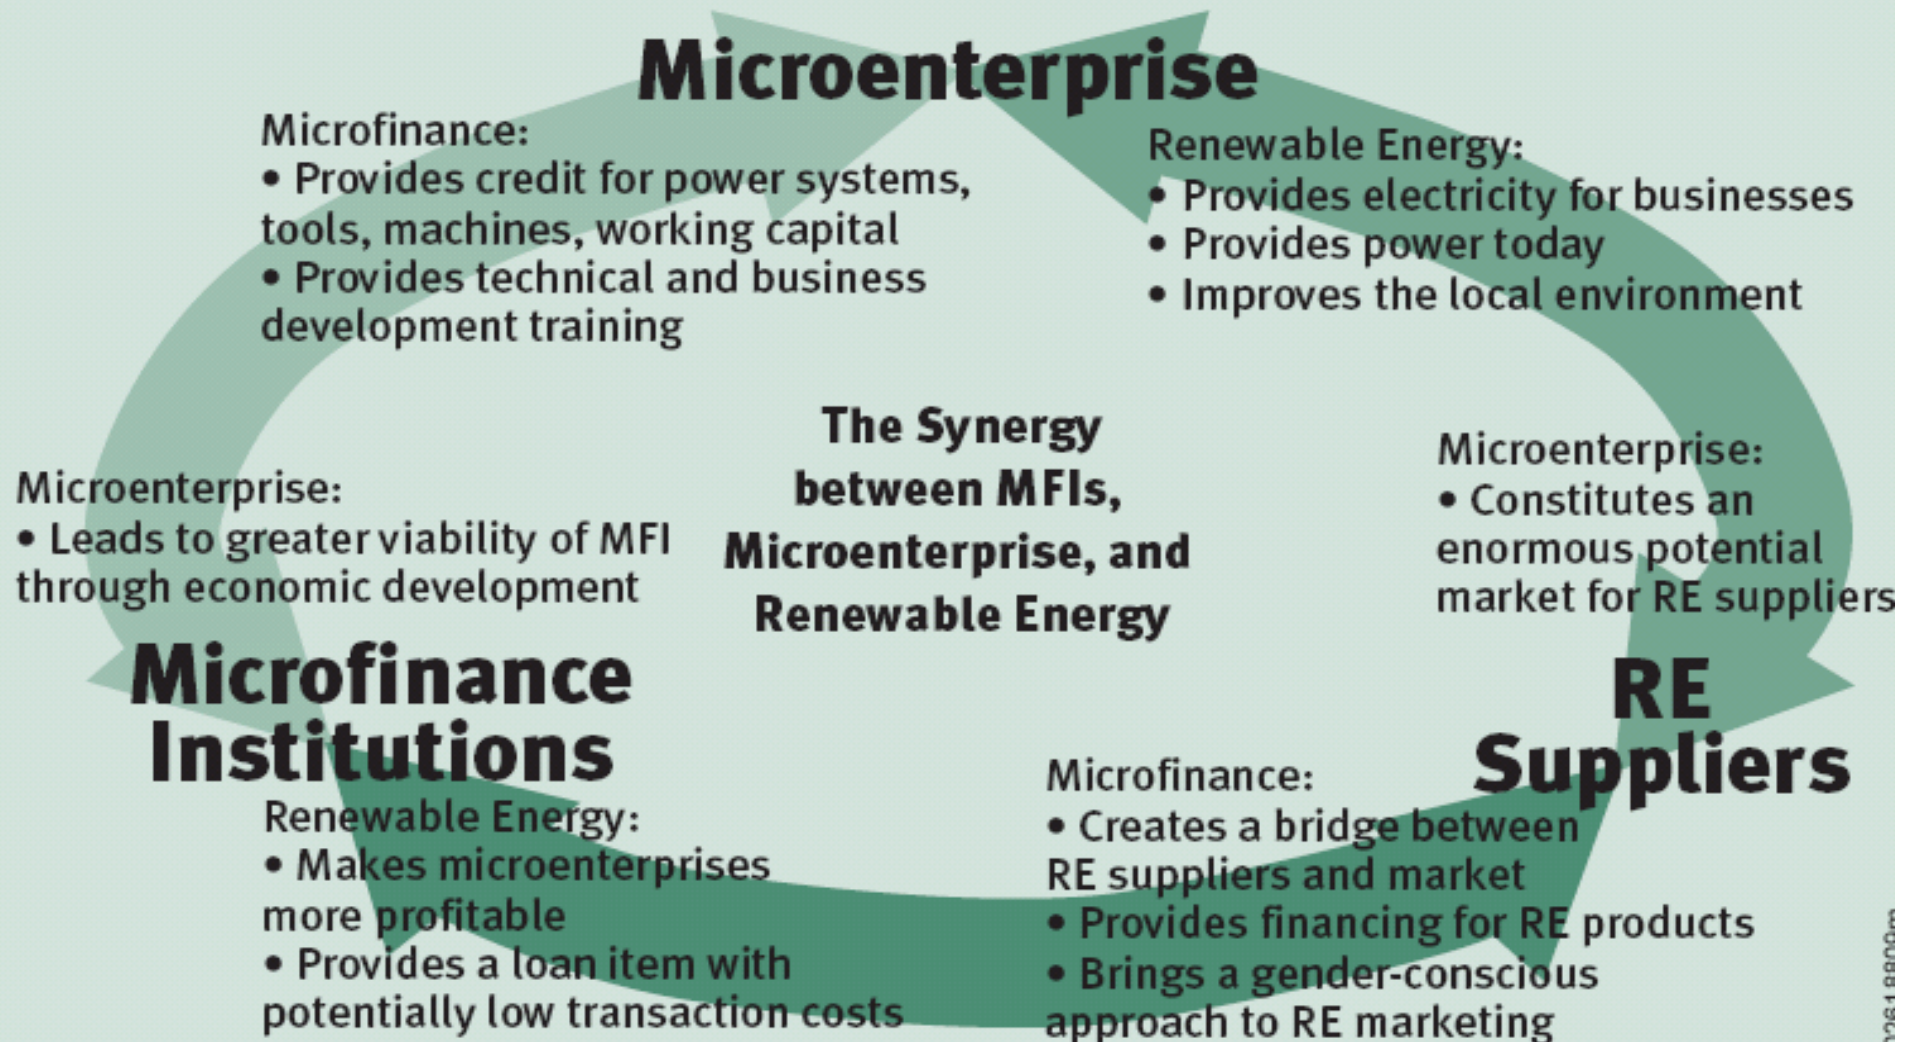 Microenterprise
Microfinance:
• Provides credit for power systems,
tools, machines, working capital
• Provides technical and business
development training
Renewable Energy:
• Provides electricity for businesses
• Provides power today
• Improves the local environment
The Synergy
between MFIs,
Microenterprise, and
Renewable Energy
Microenterprise:
• Leads to greater viability of MFI
through economic development
Microenterprise:
• Constitutes an
enormous potential
market for RE suppliers
Microfinance
Institutions
RE
Suppliers
Renewable Energy:
• Makes microenterprises
more profitable
• Provides a loan item with
potentially low transaction costs
Microfinance:
• Creates a bridge between
RE suppliers and market
• Provides financing for RE products
• Brings a gender-conscious
approach to RE marketing